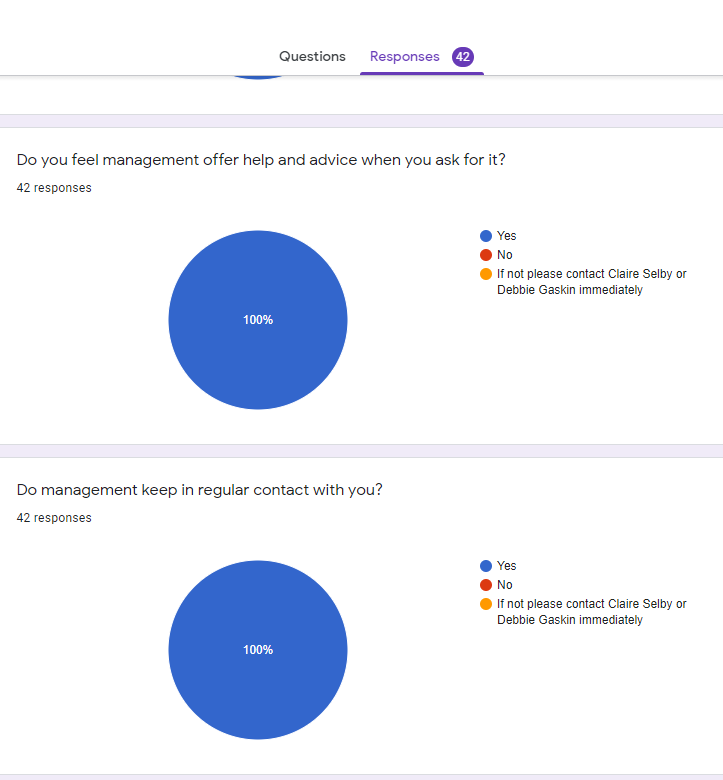 Questions
Responses 42
Do you feel management offer help and advice when you ask for it?
42 responses
100%
Yes
No
If not please contact Claire Selby or
Debbie Gaskin immediately
Do management keep in regular contact with you?
42 responses
100%
Yes
No
If not please contact Claire Selby or
Debbie Gaskin immediately